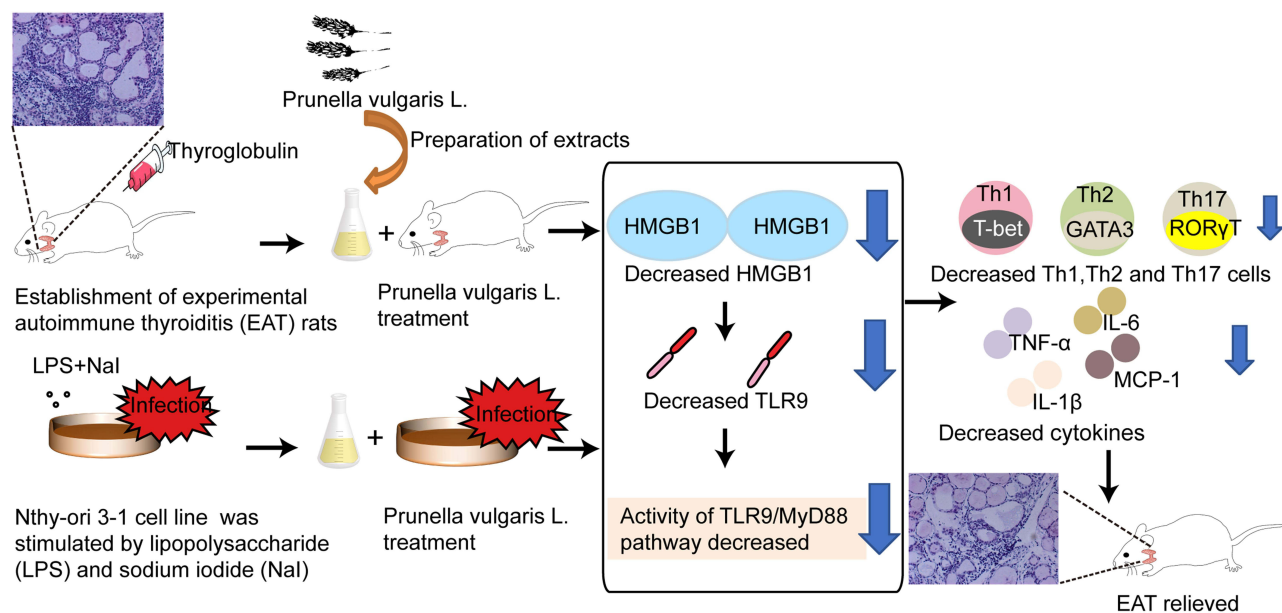 Prunella vulgaris L.
Preparation of extracts
Thyroglobulin
Establishment of experimental
autoimmune thyroiditis (EAT) rats
+
Prunella vulgaris L.
treatment
LPS+NaI
Infection
Nthy-ori 3-1 cell line was
stimulated by lipopolysaccharide
(LPS) and sodium iodide (NaI)
+
Infection
Prunella vulgaris L.
treatment
HMGB1
HMGB1
Decreased HMGB1
Decreased TLR9
Activity of TLR9/MyD88
pathway decreased
Th1
T-bet
Th2
GATA3
Th17
RORγT
Decreased Th1,Th2 and Th17 cells
TNF-α
IL-6
MCP-1
IL-1β
Decreased cytokines
EAT relieved